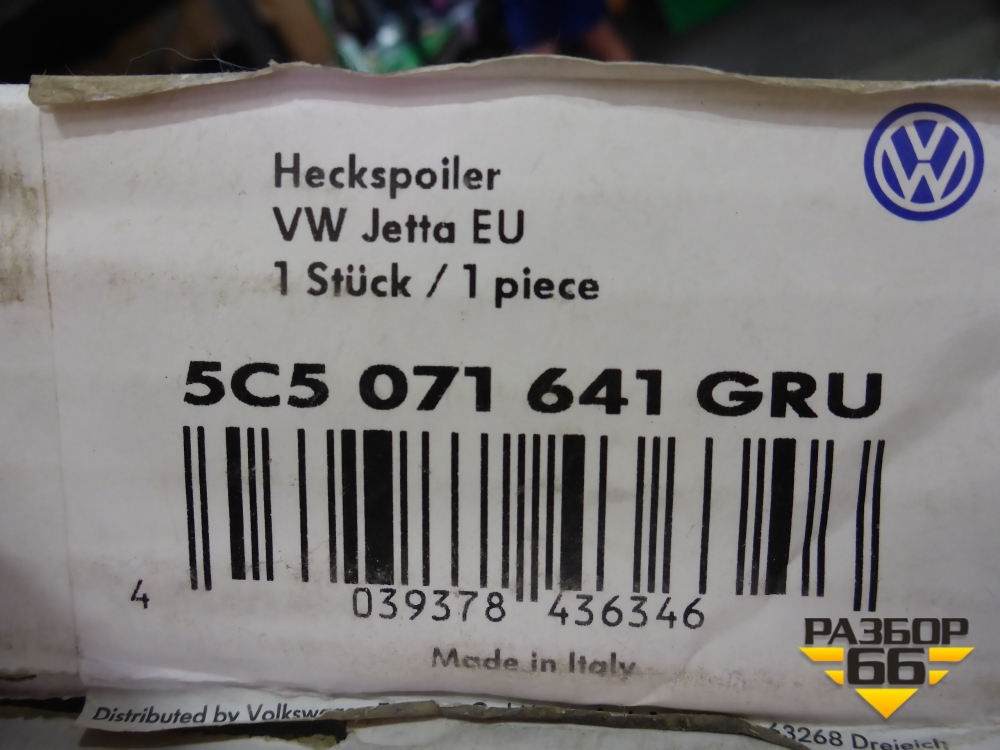 Heckspoiler
VW Jetta EU
1 Stück / 1 piece
5C5 071 641 GRU
4 039378 436346
Made in Italy
Distributed by
63268 Dreieich
РАЗБОР
66